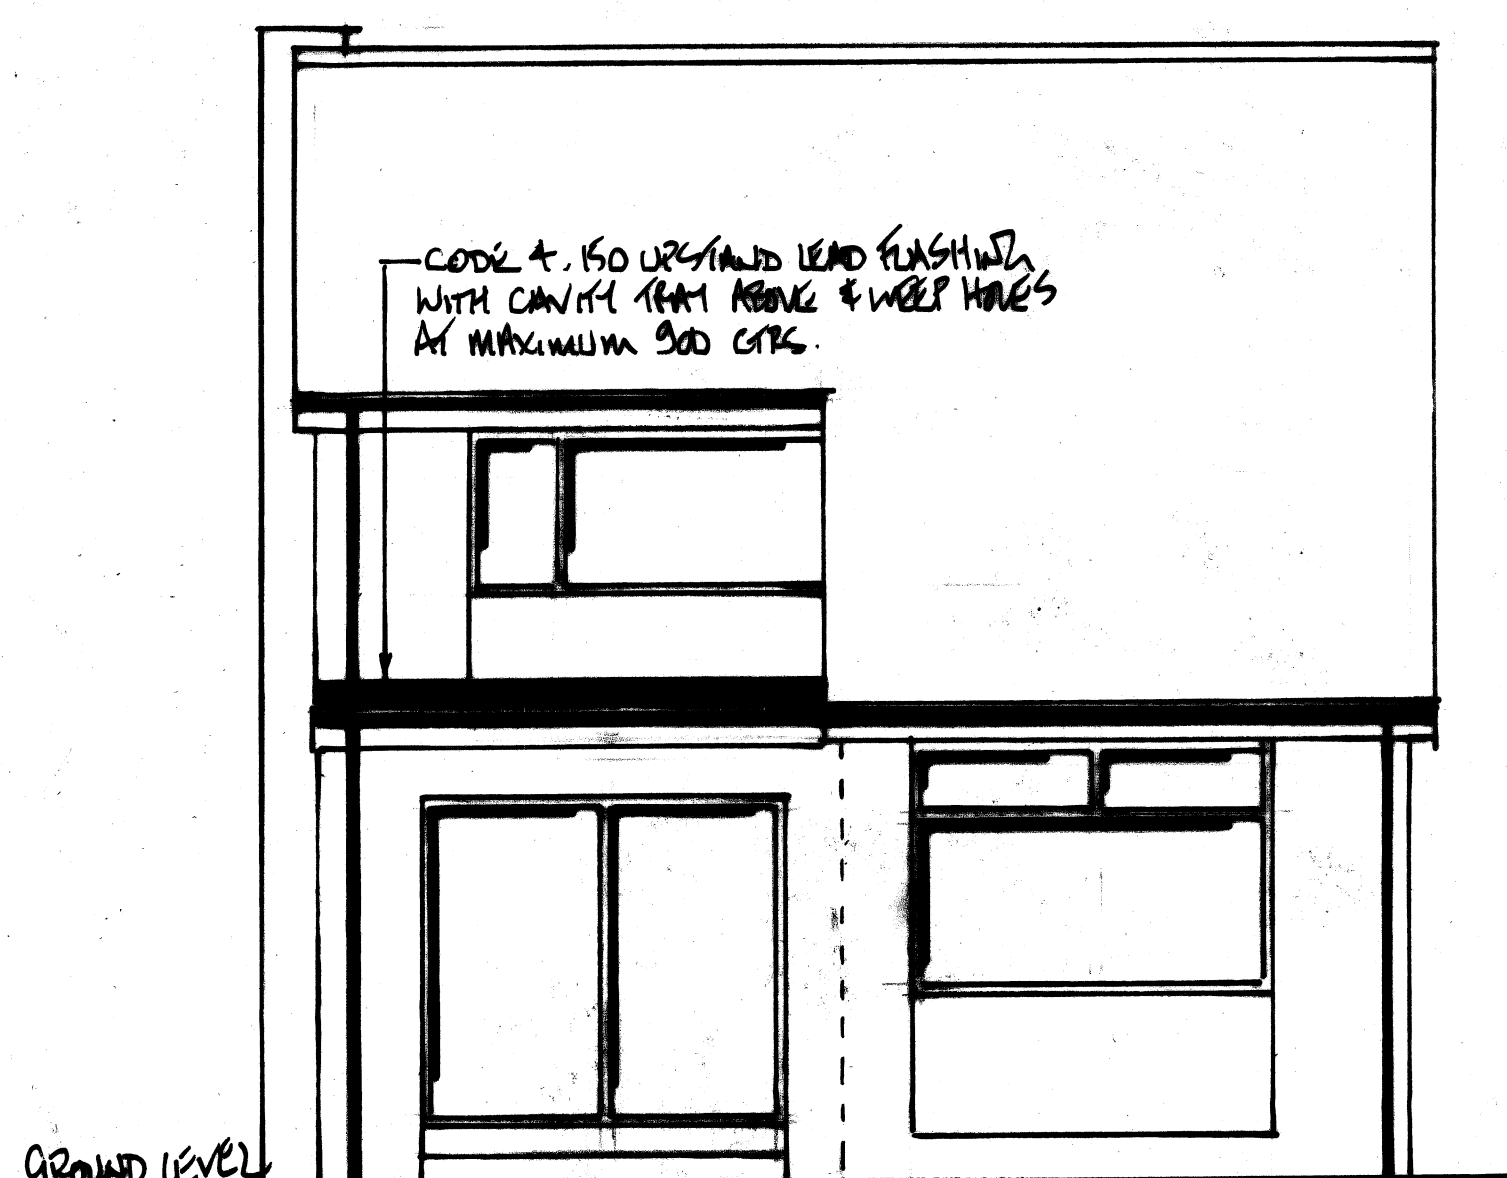 CODE 4. 150 UPSTAND LEAD FLASHING
WITH CAVITY TRAY ABOVE & WEEP HOLES
AT MAXIMUM 900 CTRS.
GROUND LEVEL